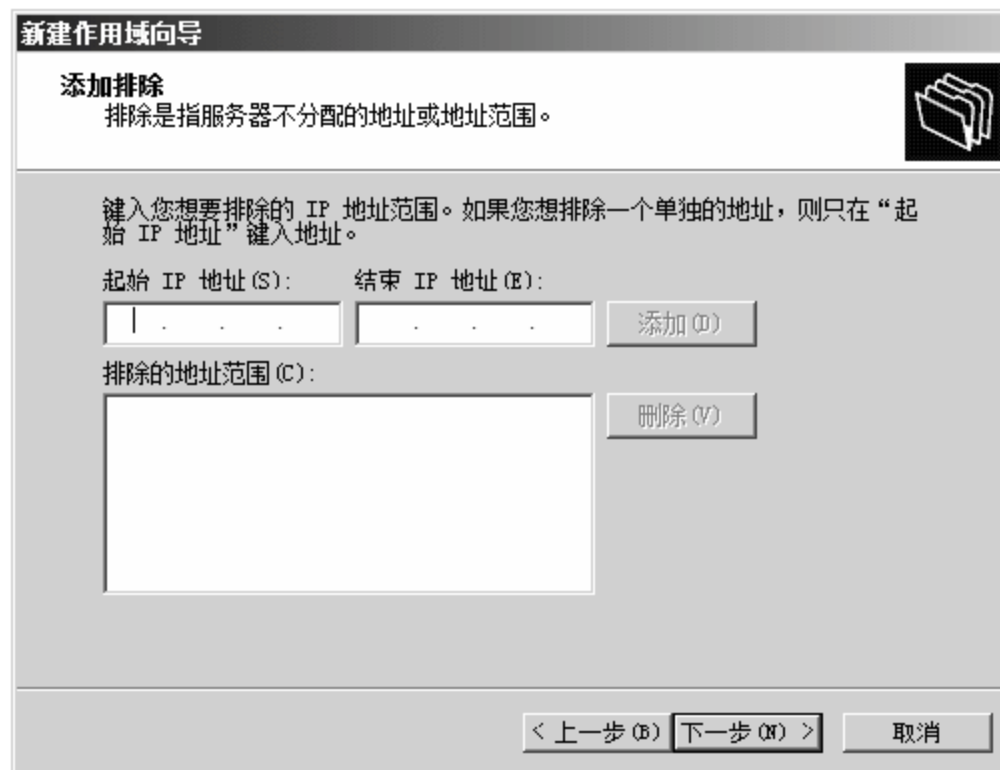 新建作用域向导
添加排除
排除是指服务器不分配的地址或地址范围。
键入您想要排除的 IP 地址范围。如果您想排除一个单独的地址，则只在“起
始 IP 地址”键入地址。
起始 IP 地址(S): 结束 IP 地址(E):
. . . . . . 添加(D)
排除的地址范围(C):
删除(V)
< 上一步(B) 下一步(N) > 取消